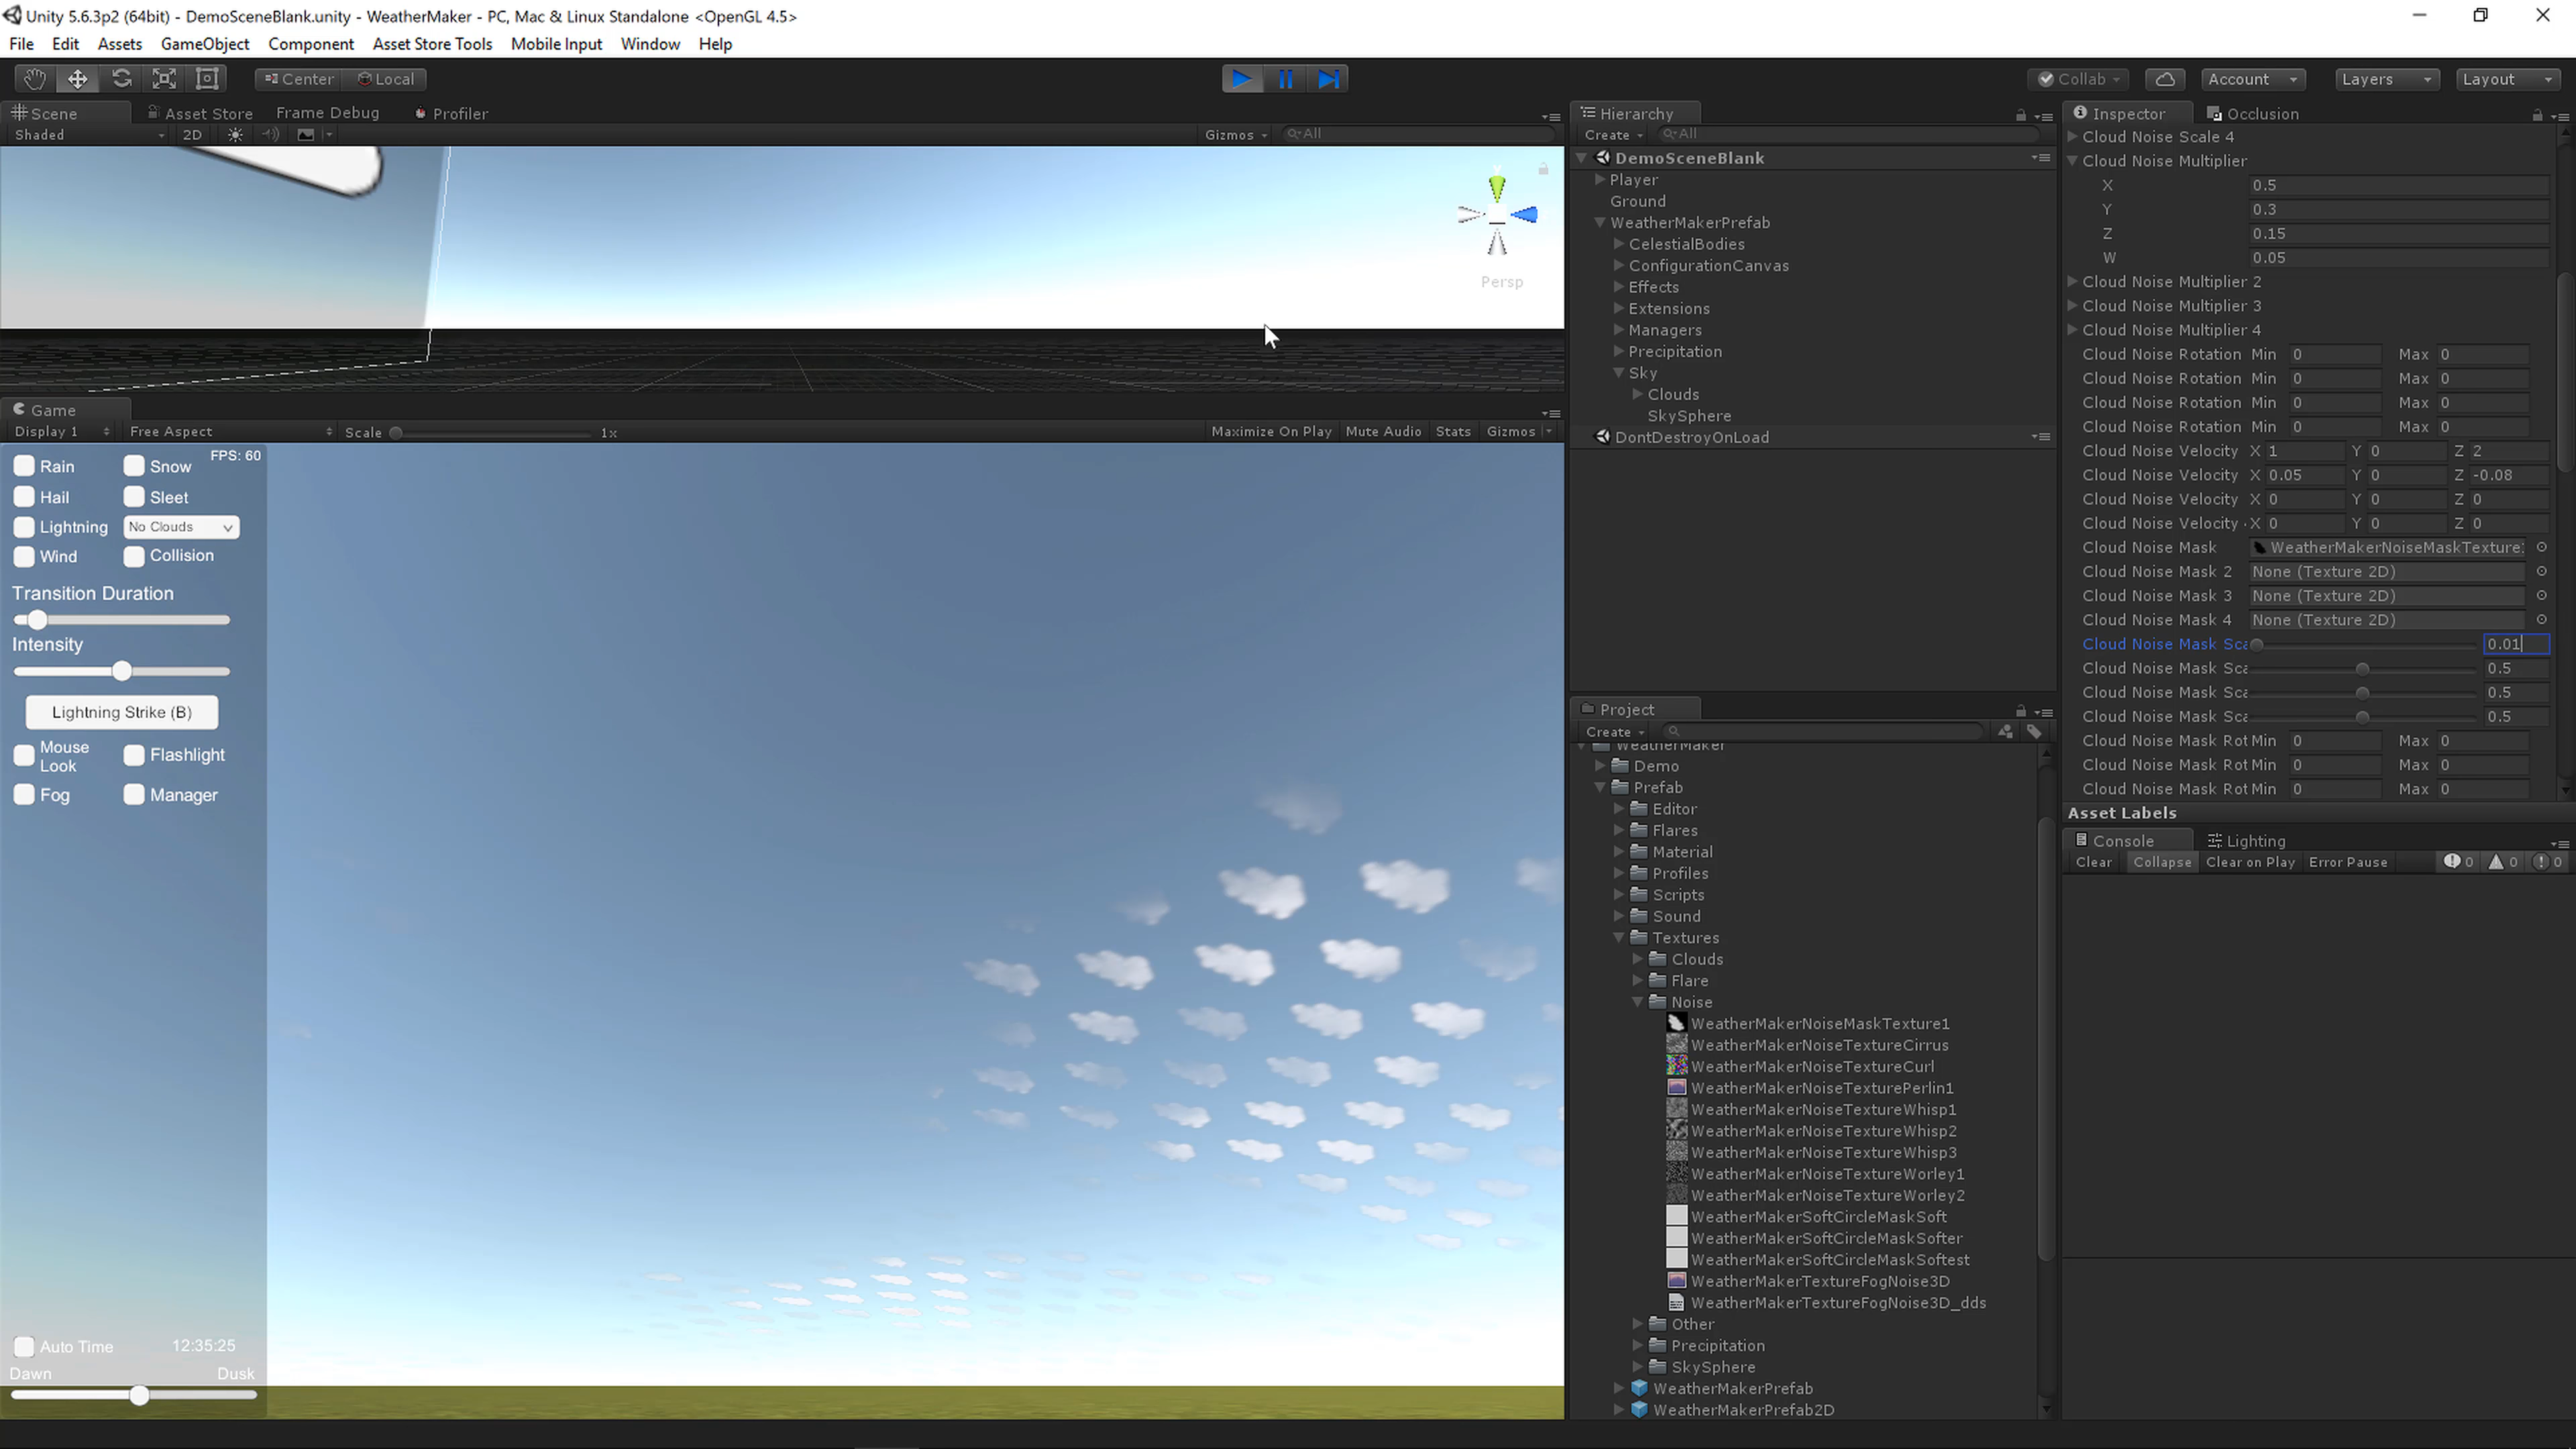 Unity 5.6.3p2 (64bit) - DemoSceneBlank.unity - WeatherMaker - PC, Mac & Linux Standalone <OpenGL 4.5>
File Edit Assets GameObject Component Asset Store Tools Mobile Input Window Help
Center Local
Collab Account Layers Layout
Scene Asset Store Frame Debug Profiler
Shaded 2D Gizmos All
Persp
Game
Display 1 Free Aspect Scale 1x Maximize On Play Mute Audio Stats Gizmos
FPS: 60
Rain Snow
Hail Sleet
Lightning No Clouds
Wind Collision
Transition Duration
Intensity
Lightning Strike (B)
Mouse Look Flashlight
Fog Manager
Auto Time 12:35:25
Dawn Dusk
Hierarchy
Create All
DemoSceneBlank
Player
Ground
WeatherMakerPrefab
CelestialBodies
ConfigurationCanvas
Effects
Extensions
Managers
Precipitation
Sky
Clouds
SkySphere
DontDestroyOnLoad
Project
Create
WeatherMaker
Demo
Prefab
Editor
Flares
Material
Profiles
Scripts
Sound
Textures
Clouds
Flare
Noise
WeatherMakerNoiseMaskTexture1
WeatherMakerNoiseTextureCirrus
WeatherMakerNoiseTextureCurl
WeatherMakerNoiseTexturePerlin1
WeatherMakerNoiseTextureWhisp1
WeatherMakerNoiseTextureWhisp2
WeatherMakerNoiseTextureWhisp3
WeatherMakerNoiseTextureWorley1
WeatherMakerNoiseTextureWorley2
WeatherMakerSoftCircleMaskSoft
WeatherMakerSoftCircleMaskSofter
WeatherMakerSoftCircleMaskSoftest
WeatherMakerTextureFogNoise3D
WeatherMakerTextureFogNoise3D_dds
Other
Precipitation
SkySphere
WeatherMakerPrefab
WeatherMakerPrefab2D
Inspector Occlusion
Cloud Noise Scale 4
Cloud Noise Multiplier
X 0.5
Y 0.3
Z 0.15
W 0.05
Cloud Noise Multiplier 2
Cloud Noise Multiplier 3
Cloud Noise Multiplier 4
Cloud Noise Rotation Min 0 Max 0
Cloud Noise Rotation Min 0 Max 0
Cloud Noise Rotation Min 0 Max 0
Cloud Noise Rotation Min 0 Max 0
Cloud Noise Velocity X 1 Y 0 Z 2
Cloud Noise Velocity X 0.05 Y 0 Z -0.08
Cloud Noise Velocity X 0 Y 0 Z 0
Cloud Noise Velocity X 0 Y 0 Z 0
Cloud Noise Mask WeatherMakerNoiseMaskTexture
Cloud Noise Mask 2 None (Texture 2D)
Cloud Noise Mask 3 None (Texture 2D)
Cloud Noise Mask 4 None (Texture 2D)
Cloud Noise Mask Sca 0.01
Cloud Noise Mask Sca 0.5
Cloud Noise Mask Sca 0.5
Cloud Noise Mask Sca 0.5
Cloud Noise Mask Rot Min 0 Max 0
Cloud Noise Mask Rot Min 0 Max 0
Cloud Noise Mask Rot Min 0 Max 0
Asset Labels
Console Lighting
Clear Collapse Clear on Play Error Pause 0 0 0